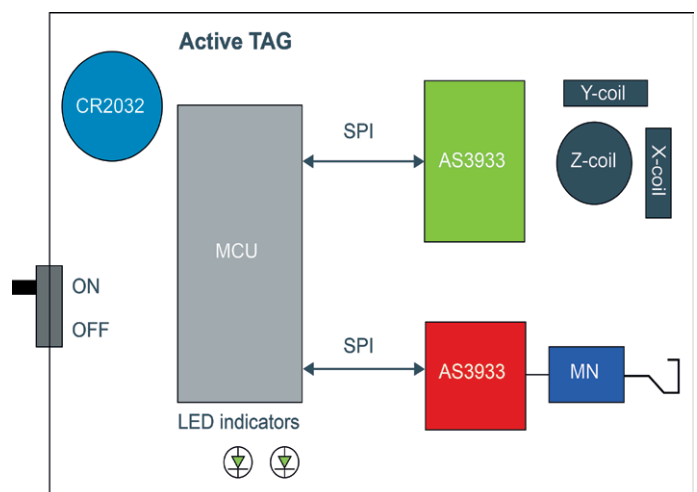 Active TAG
CR2032
SPI
AS3933
Y-coil
Z-coil
X-coil
MCU
ON
OFF
SPI
AS3933
MN
LED indicators